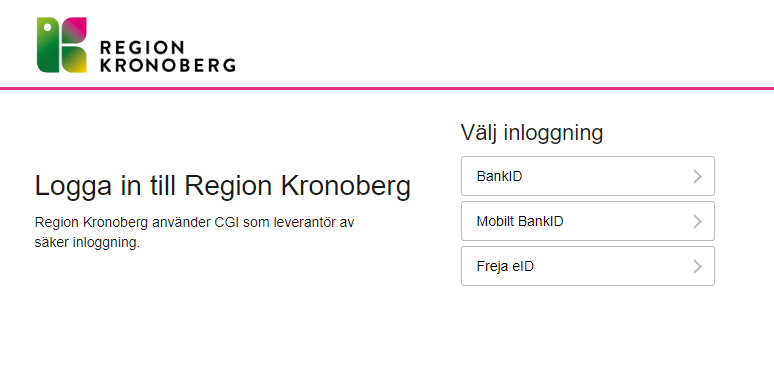 REGION
KRONOBERG
Logga in till Region Kronoberg
Region Kronoberg använder CGI som leverantör av
säker inloggning.
Välj inloggning
BankID
Mobilt BankID
Freja eID